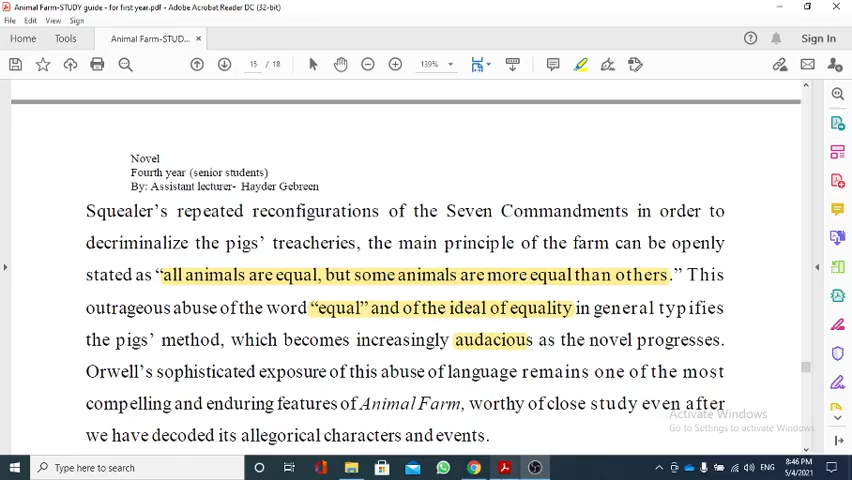 Animal Farm-STUDY guide - for first year.pdf - Adobe Acrobat Reader DC (32-bit)
File Edit View Sign
Home Tools Animal Farm-STUD... × Sign In
15 / 18 139%
Novel
Fourth year (senior students)
By: Assistant lecturer- Hayder Gebreen
Squealer’s repeated reconfigurations of the Seven Commandments in order to
decriminalize the pigs’ treacheries, the main principle of the farm can be openly
stated as “all animals are equal, but some animals are more equal than others.” This
outrageous abuse of the word “equal” and of the ideal of equality in general typifies
the pigs’ method, which becomes increasingly audacious as the novel progresses.
Orwell’s sophisticated exposure of this abuse of language remains one of the most
compelling and enduring features of Animal Farm, worthy of close study even after
we have decoded its allegorical characters and events.
Activate Windows
Go to Settings to activate Windows.
Type here to search
ENG
8:46 PM
5/4/2021